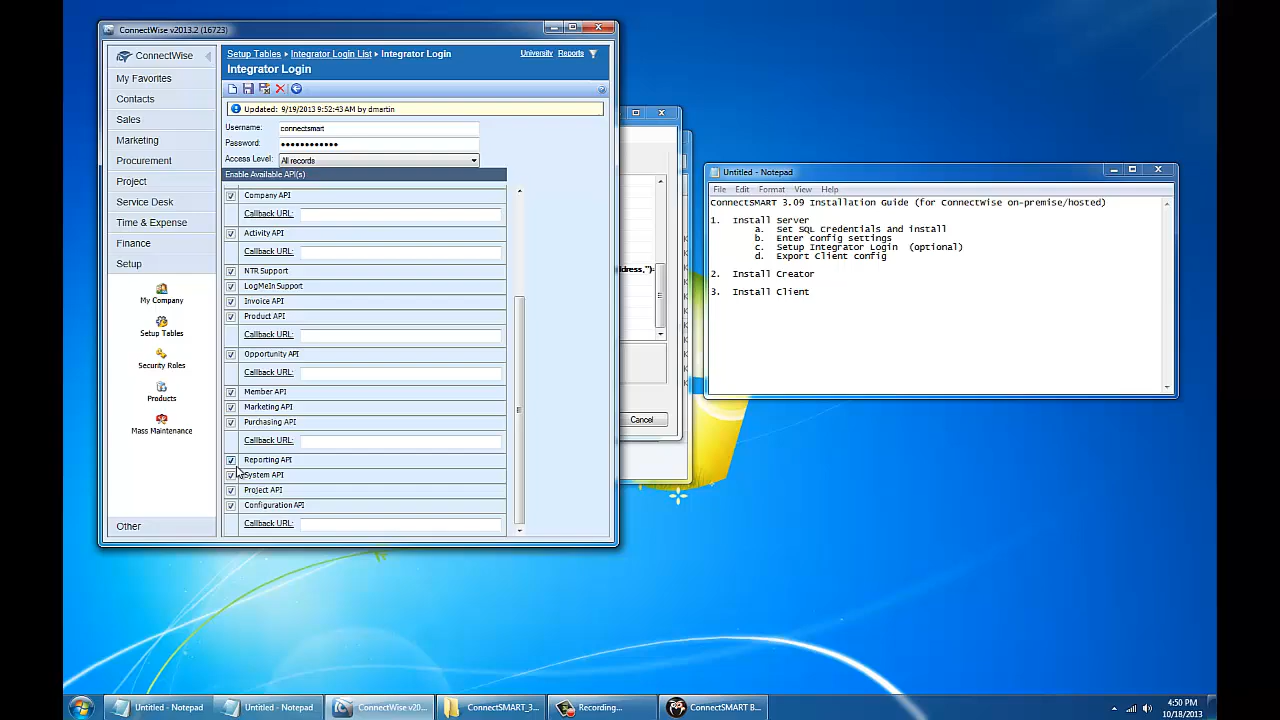 ConnectWise v2013.2 (16723)
ConnectWise
My Favorites
Contacts
Sales
Marketing
Procurement
Project
Service Desk
Time & Expense
Finance
Setup
My Company
Setup Tables
Security Roles
Products
Mass Maintenance
Other
Setup Tables ▸ Integrator Login List ▸ Integrator Login
University
Reports
Integrator Login
Updated: 9/19/2013 9:52:43 AM by dmartin
Username: connectsmart
Password: ●●●●●●●●●●●●
Access Level: All records
Enable Available API(s)
Company API
Callback URL:
Activity API
Callback URL:
NTR Support
LogMeIn Support
Invoice API
Product API
Callback URL:
Opportunity API
Callback URL:
Member API
Marketing API
Purchasing API
Callback URL:
Reporting API
System API
Project API
Configuration API
Callback URL:
Cancel
Untitled - Notepad
File Edit Format View Help
ConnectSMART 3.09 Installation Guide (for ConnectWise on-premise/hosted)
1. Install Server
a. Set SQL Credentials and install
b. Enter config settings
c. Setup Integrator Login (optional)
d. Export Client config
2. Install Creator
3. Install Client
Untitled - Notepad
Untitled - Notepad
ConnectWise v20...
ConnectSMART_3...
Recording...
ConnectSMART B...
4:50 PM
10/18/2013